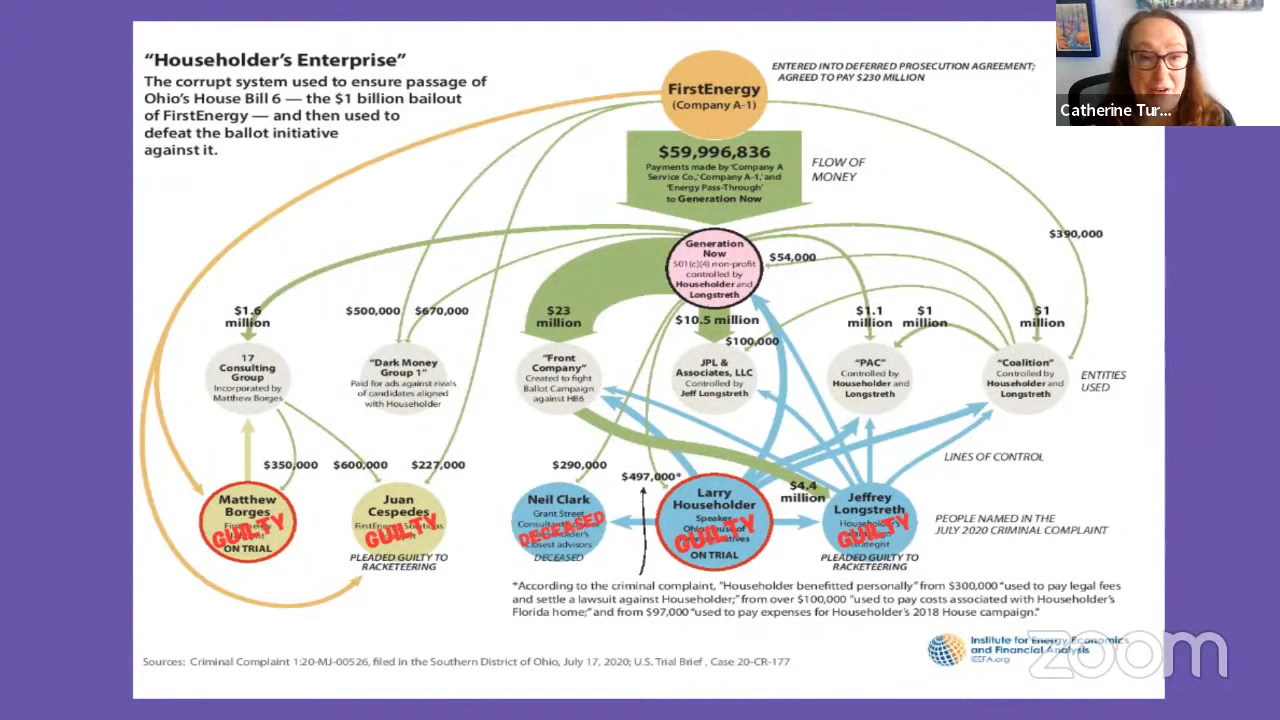 "Householder's Enterprise"
The corrupt system used to ensure passage of
Ohio's House Bill 6 — the $1 billion bailout
of FirstEnergy — and then used to
defeat the ballot initiative
against it.
FirstEnergy
(Company A-1)
ENTERED INTO DEFERRED PROSECUTION AGREEMENT;
AGREED TO PAY $230 MILLION
Catherine Tur...
$59,996,836
Payments made by 'Company A
Service Co.,' 'Company A-1,' and
'Energy Pass-Through'
to Generation Now
FLOW OF
MONEY
Generation
Now
501(c)(4) non-profit
controlled by
Householder and
Longstreth
$54,000
$390,000
$1.6
million
$500,000
$670,000
$23
million
$10.5 million
$100,000
$1.1
million
$1
million
$1
million
17
Consulting
Group
Incorporated by
Matthew Borges
"Dark Money
Group 1"
Paid for ads against rivals
of candidates aligned
with Householder
"Front
Company"
Created to fight
Ballot Campaign
against HB6
JPL &
Associates, LLC
Controlled by
Jeff Longstreth
"PAC"
Controlled by
Householder and
Longstreth
"Coalition"
Controlled by
Householder and
Longstreth
ENTITIES
USED
LINES OF CONTROL
$350,000
$600,000
$227,000
$290,000
$497,000*
$4.4
million
Matthew
Borges
GUILTY
ON TRIAL
Juan
Cespedes
FirstEnergy Solutions
GUILTY
PLEADED GUILTY TO
RACKETEERING
Neil Clark
Grant Street
DECEASED
closest advisors
DECEASED
Larry
Householder
Speaker
GUILTY
ON TRIAL
Jeffrey
Longstreth
GUILTY
strategist
PLEADED GUILTY TO
RACKETEERING
PEOPLE NAMED IN THE
JULY 2020 CRIMINAL COMPLAINT
*According to the criminal complaint, "Householder benefitted personally" from $300,000 "used to pay legal fees
and settle a lawsuit against Householder;" from over $100,000 "used to pay costs associated with Householder's
Florida home;" and from $97,000 "used to pay expenses for Householder's 2018 House campaign."
Sources: Criminal Complaint 1:20-MJ-00526, filed in the Southern District of Ohio, July 17, 2020; U.S. Trial Brief , Case 20-CR-177
Institute for Energy Economics
and Financial Analysis
IEEFA.org
zoom